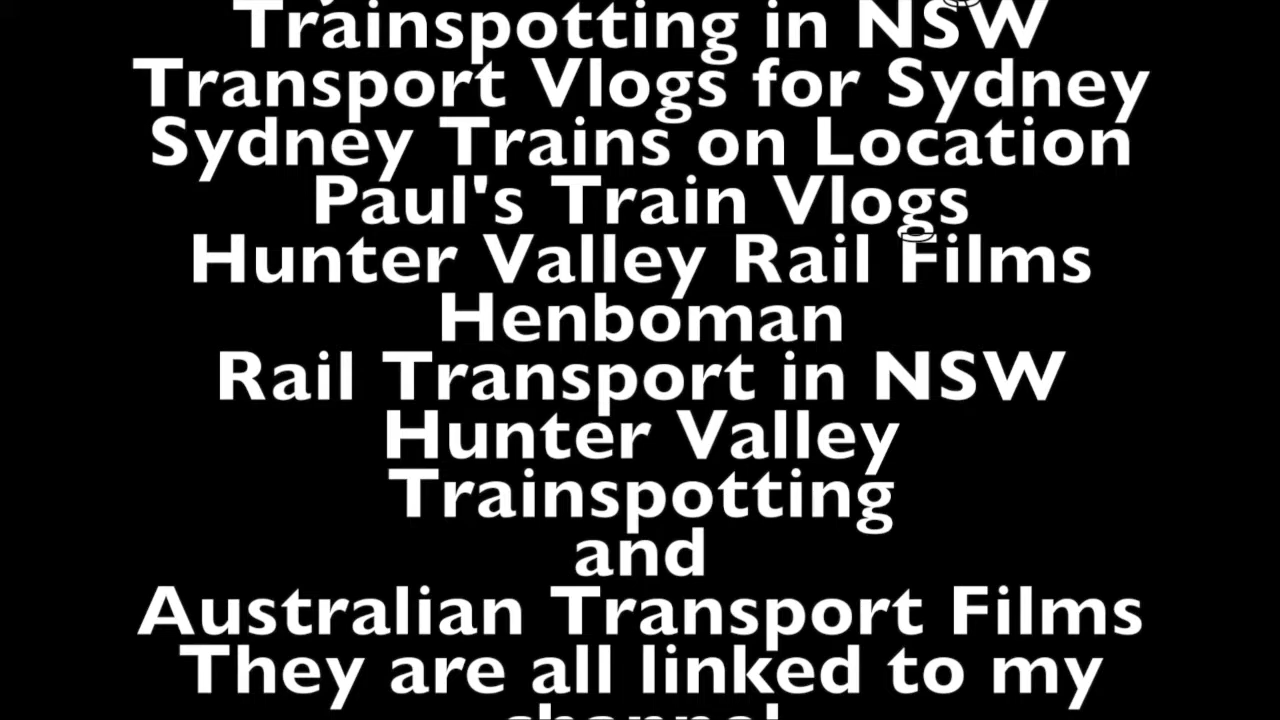 Trainspotting in NSW
Transport Vlogs for Sydney
Sydney Trains on Location
Paul's Train Vlogs
Hunter Valley Rail Films
Henboman
Rail Transport in NSW
Hunter Valley
Trainspotting
and
Australian Transport Films
They are all linked to my
channel